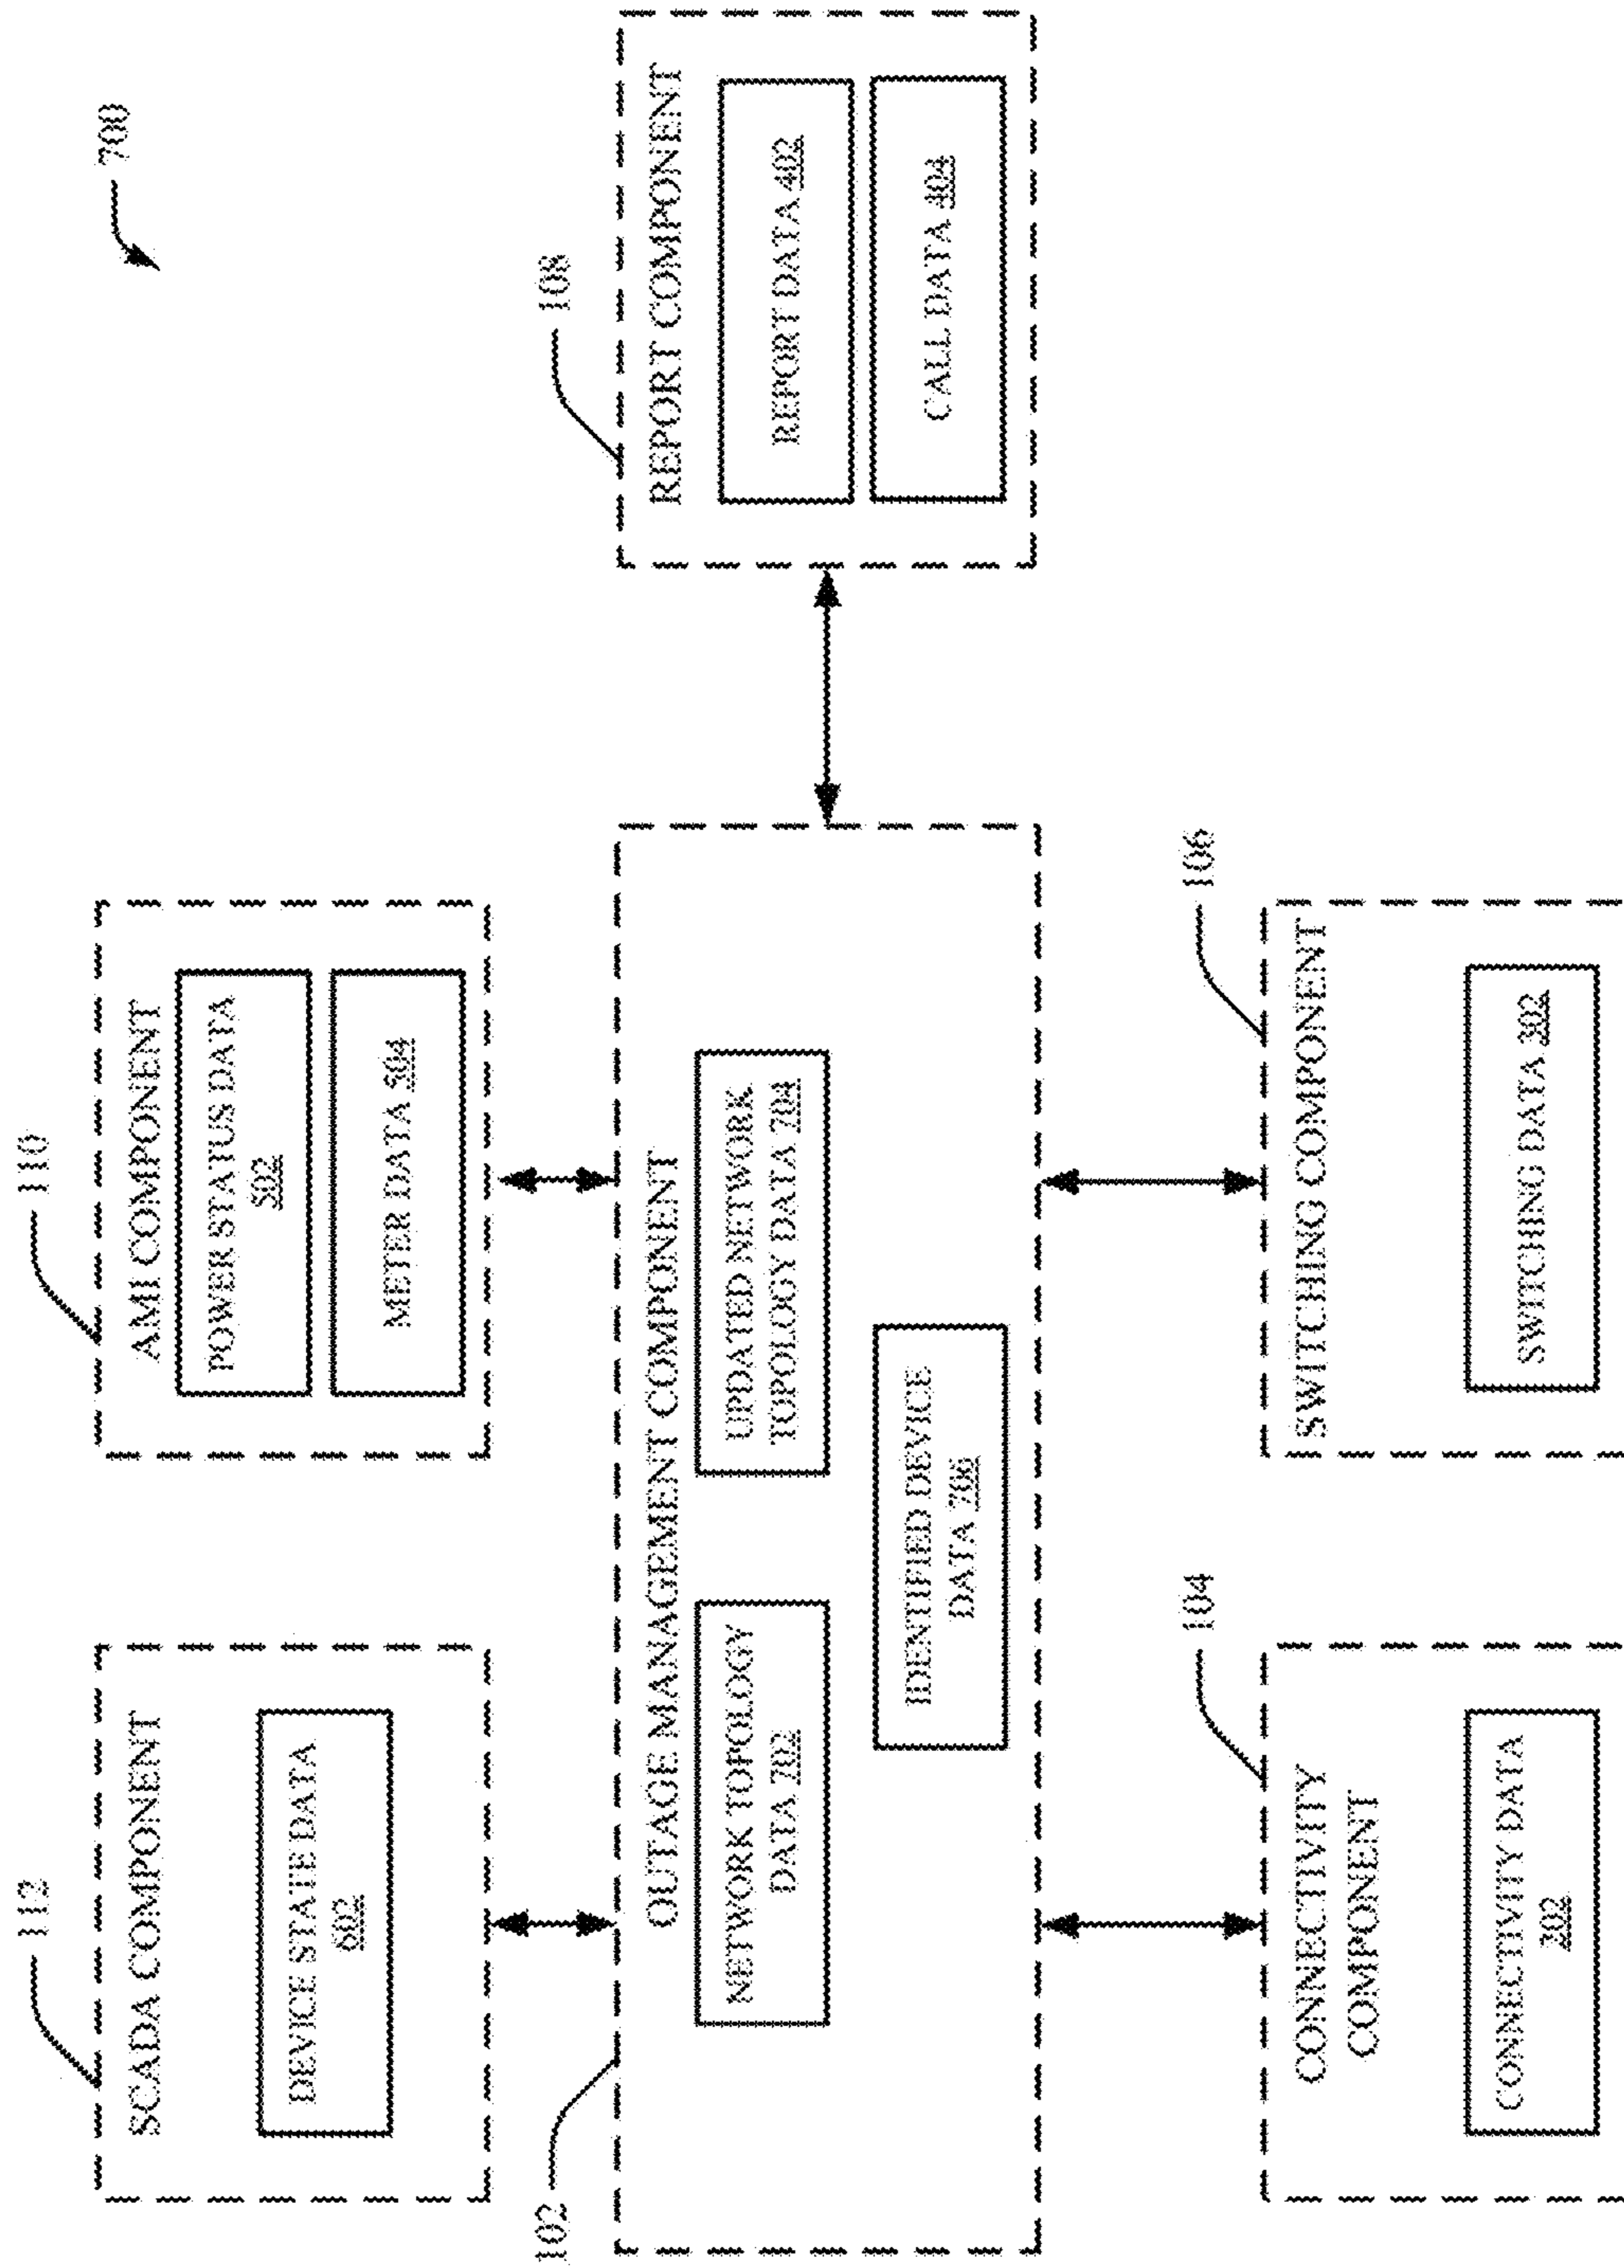 700
112
SCADA COMPONENT
DEVICE STATE DATA
602
110
AMI COMPONENT
POWER STATUS DATA
502
METER DATA 504
102
OUTAGE MANAGEMENT COMPONENT
NETWORK TOPOLOGY
DATA 702
UPDATED NETWORK
TOPOLOGY DATA 704
IDENTIFIED DEVICE
DATA 706
108
REPORT COMPONENT
REPORT DATA 402
CALL DATA 404
104
CONNECTIVITY
COMPONENT
CONNECTIVITY DATA
202
106
SWITCHING COMPONENT
SWITCHING DATA 302